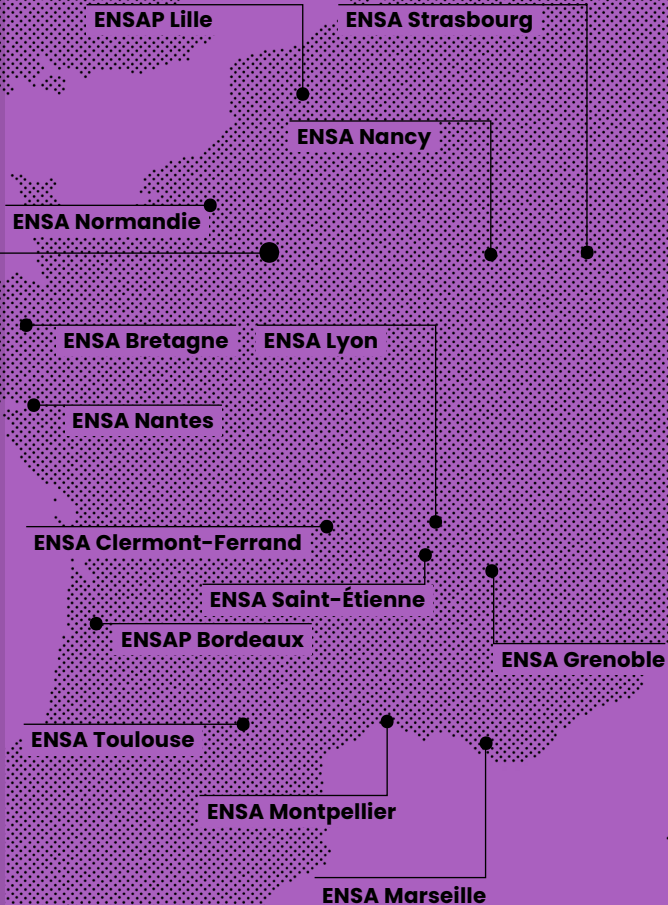 ENSAP Lille
ENSA Strasbourg
ENSA Nancy
ENSA Normandie
ENSA Bretagne
ENSA Lyon
ENSA Nantes
ENSA Clermont-Ferrand
ENSA Saint-Étienne
ENSAP Bordeaux
ENSA Grenoble
ENSA Toulouse
ENSA Montpellier
ENSA Marseille